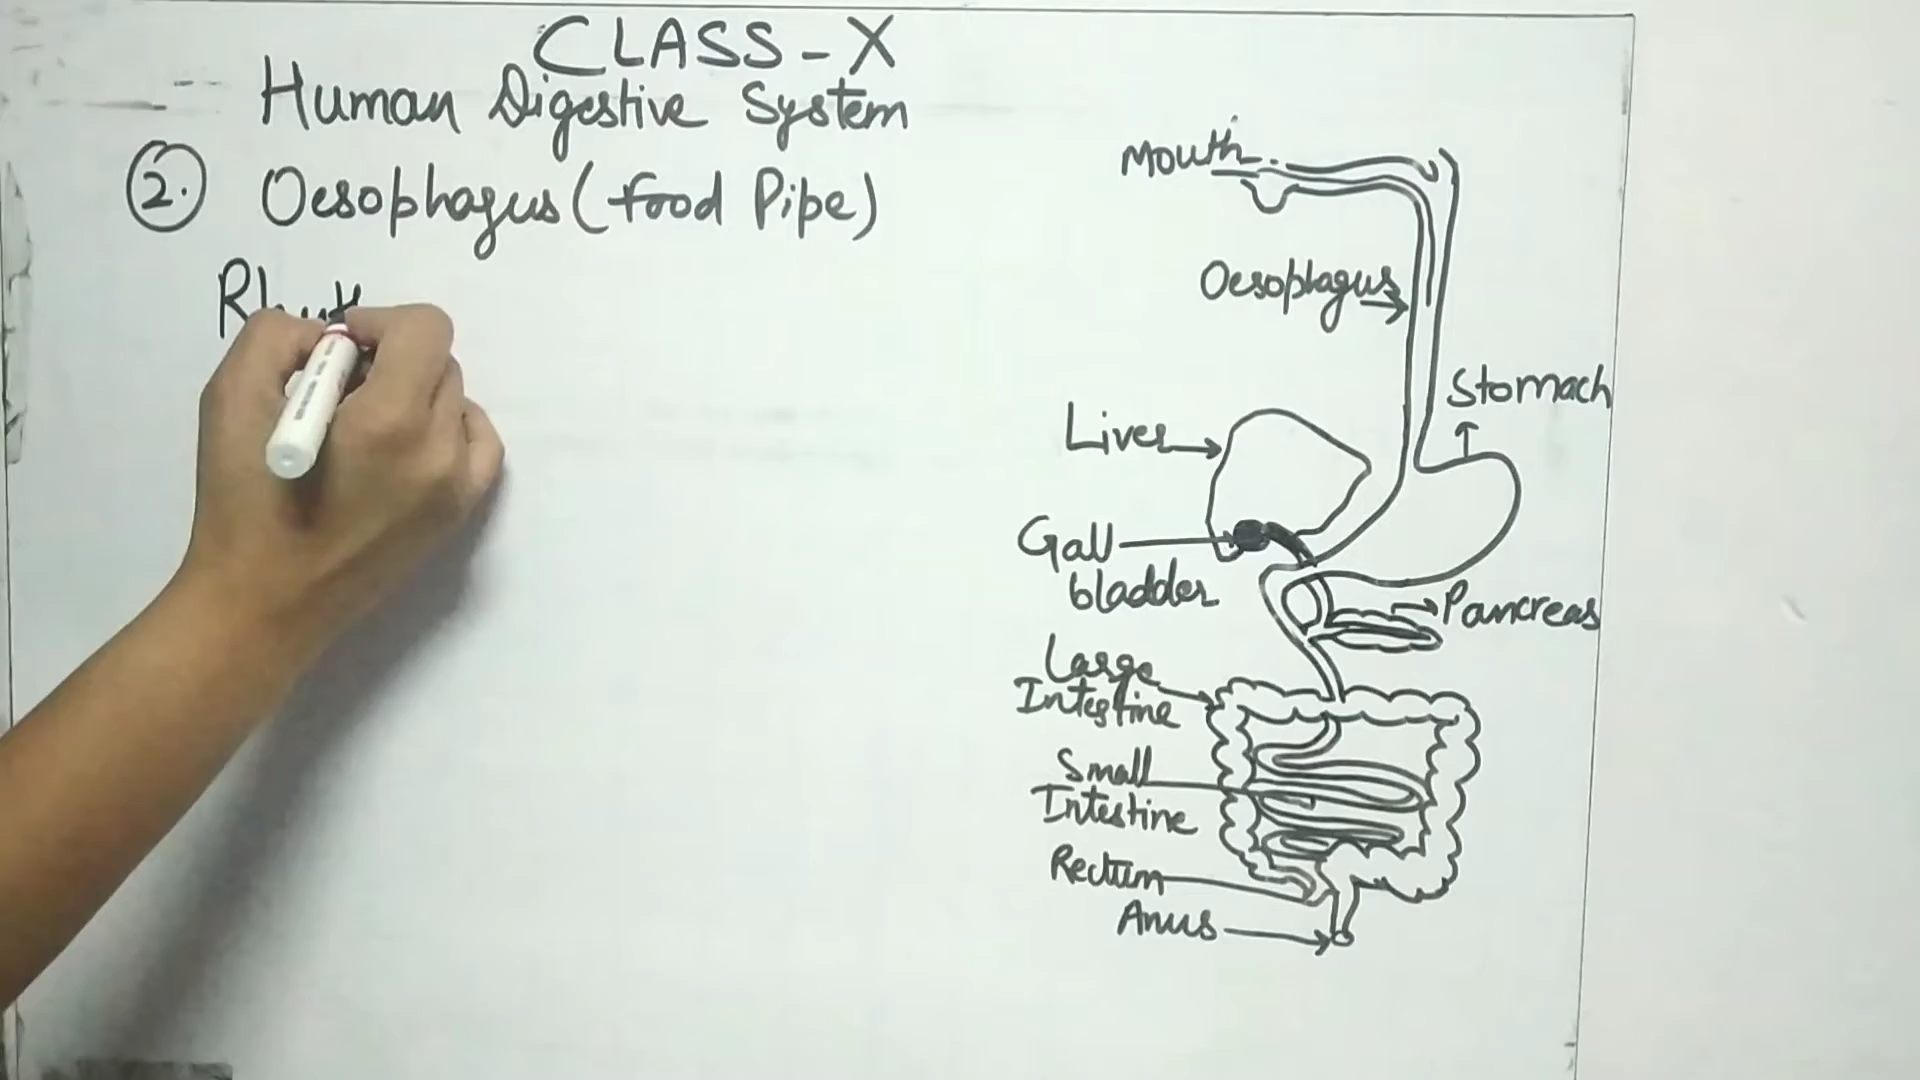 CLASS - X
Human Digestive System
2. Oesophagus (food Pipe)
Mouth
Oesophagus
Stomach
Liver
Gall
bladder
Pancreas
Large
Intestine
Small
Intestine
Rectum
Anus